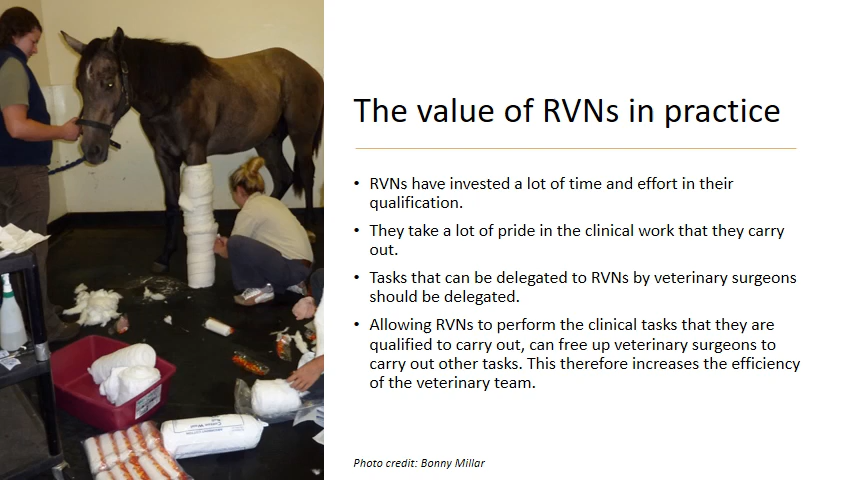 The value of RVNs in practice
• RVNs have invested a lot of time and effort in their
qualification.
• They take a lot of pride in the clinical work that they carry
out.
• Tasks that can be delegated to RVNs by veterinary surgeons
should be delegated.
• Allowing RVNs to perform the clinical tasks that they are
qualified to carry out, can free up veterinary surgeons to
carry out other tasks. This therefore increases the efficiency
of the veterinary team.
Photo credit: Bonny Millar
Cotton Wool